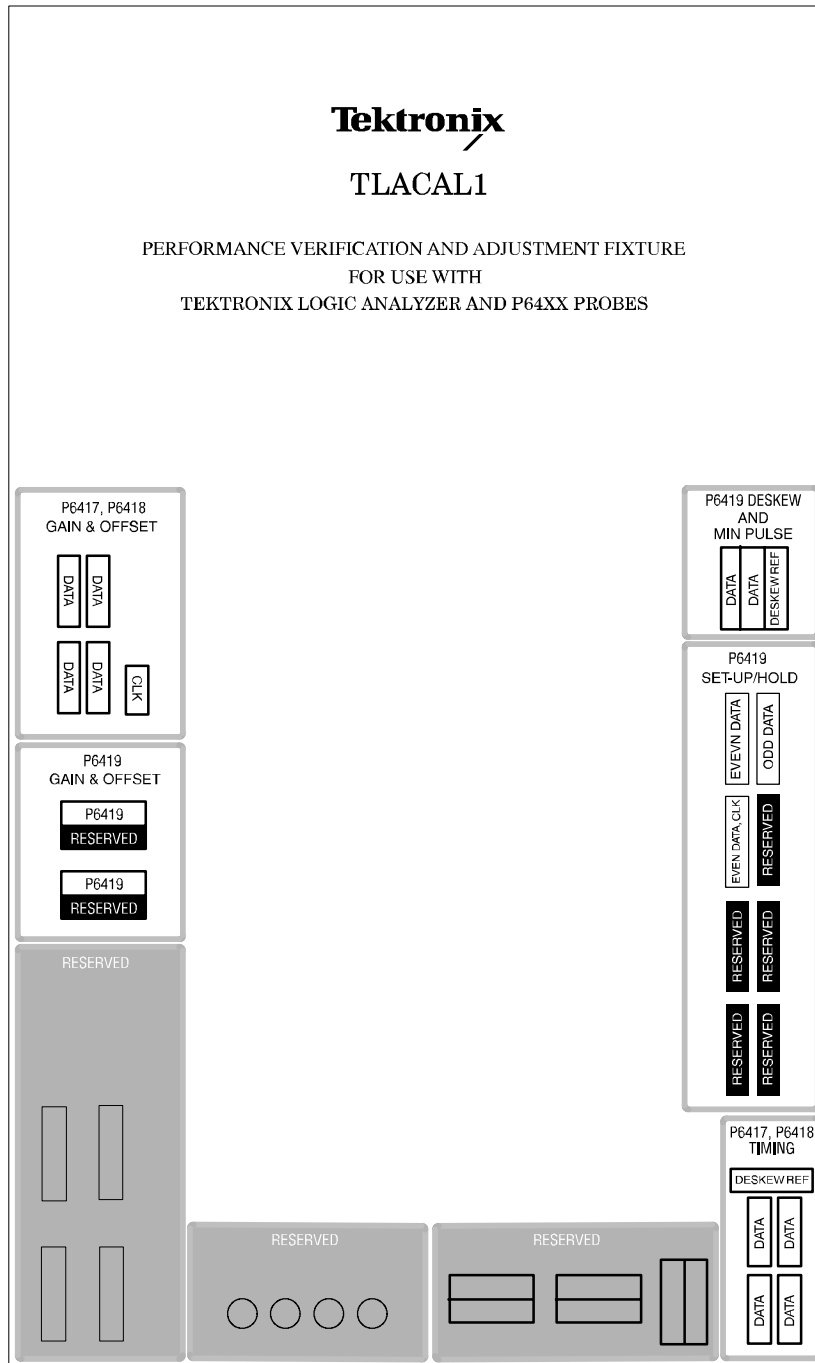 Tektronix
TLACAL1
PERFORMANCE VERIFICATION AND ADJUSTMENT FIXTURE
FOR USE WITH
TEKTRONIX LOGIC ANALYZER AND P64XX PROBES
P6417, P6418
GAIN & OFFSET
DATA
DATA
DATA
DATA
CLK
P6419
GAIN & OFFSET
P6419
RESERVED
P6419
RESERVED
RESERVED
RESERVED
RESERVED
P6419 DESKEW
AND
MIN PULSE
DATA
DATA
DESKEW REF
P6419
SET-UP/HOLD
EVEVN DATA
ODD DATA
EVEN DATA, CLK
RESERVED
RESERVED
RESERVED
RESERVED
RESERVED
P6417, P6418
TIMING
DESKEW REF
DATA
DATA
DATA
DATA